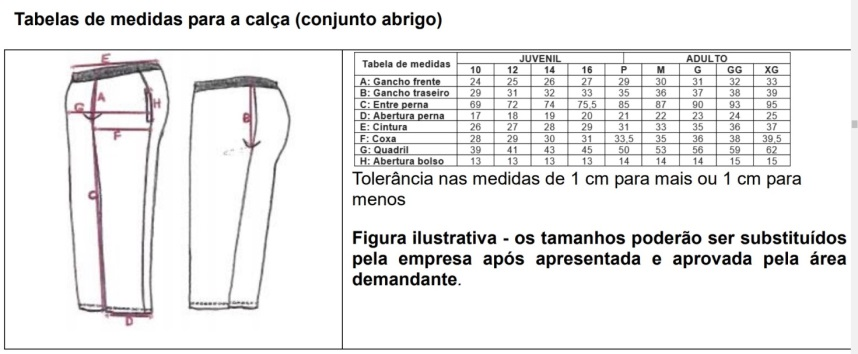 Tabelas de medidas para a calça (conjunto abrigo)
E
A
G
H
F
C
D
B
Tabela de medidas JUVENIL ADULTO
10 12 14 16 P M G GG XG
A: Gancho frente 24 25 26 27 29 30 31 32 33
B: Gancho traseiro 29 31 32 33 35 36 37 38 39
C: Entre perna 69 72 74 75,5 85 87 90 93 95
D: Abertura perna 17 18 19 20 21 22 23 24 25
E: Cintura 26 27 28 29 31 33 35 36 37
F: Coxa 28 29 30 31 33,5 35 36 38 39,5
G: Quadril 39 41 43 45 50 53 56 59 62
H: Abertura bolso 13 13 13 13 14 14 14 15 15
Tolerância nas medidas de 1 cm para mais ou 1 cm para
menos
Figura ilustrativa - os tamanhos poderão ser substituídos
pela empresa após apresentada e aprovada pela área
demandante.